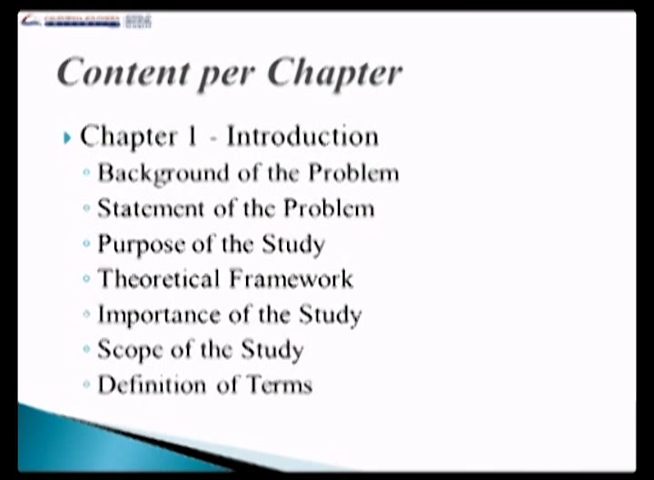 Content per Chapter
Chapter 1 - Introduction
Background of the Problem
Statement of the Problem
Purpose of the Study
Theoretical Framework
Importance of the Study
Scope of the Study
Definition of Terms